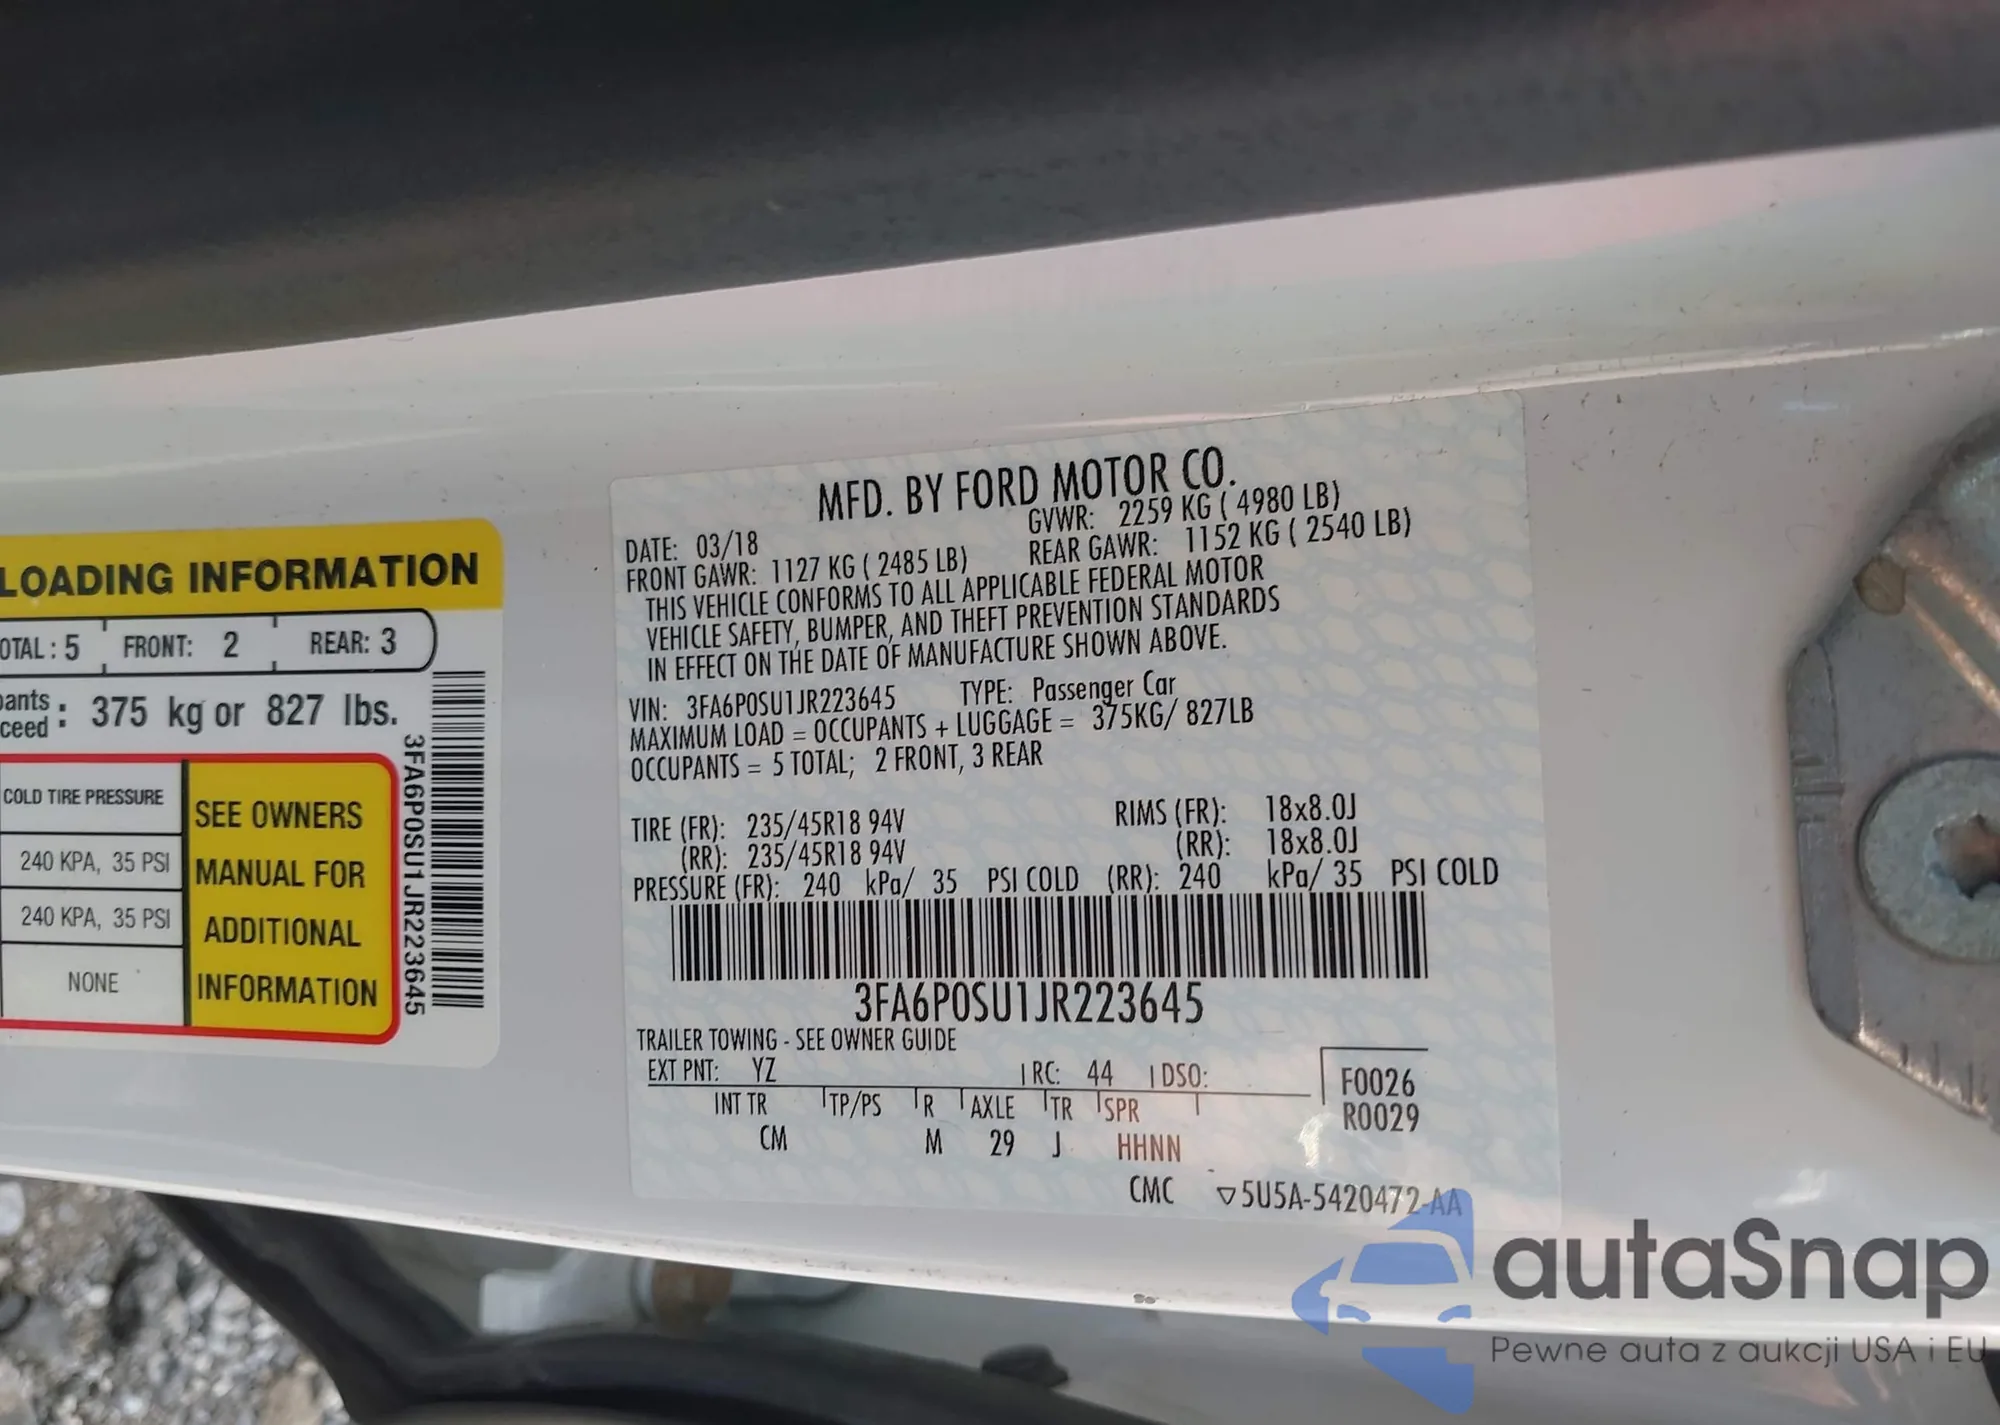 LOADING INFORMATION
OTAL : 5 FRONT: 2 REAR: 3
pants
ceed : 375 kg or 827 lbs.
COLD TIRE PRESSURE
240 KPA, 35 PSI
240 KPA, 35 PSI
NONE
SEE OWNERS
MANUAL FOR
ADDITIONAL
INFORMATION
3FA6P0SU1JR223645
MFD. BY FORD MOTOR CO.
DATE: 03/18 GVWR: 2259 KG ( 4980 LB)
FRONT GAWR: 1127 KG ( 2485 LB) REAR GAWR: 1152 KG ( 2540 LB)
THIS VEHICLE CONFORMS TO ALL APPLICABLE FEDERAL MOTOR
VEHICLE SAFETY, BUMPER, AND THEFT PREVENTION STANDARDS
IN EFFECT ON THE DATE OF MANUFACTURE SHOWN ABOVE.
VIN: 3FA6P0SU1JR223645 TYPE: Passenger Car
MAXIMUM LOAD = OCCUPANTS + LUGGAGE = 375KG/ 827LB
OCCUPANTS = 5 TOTAL; 2 FRONT, 3 REAR
TIRE (FR): 235/45R18 94V RIMS (FR): 18x8.0J
(RR): 235/45R18 94V (RR): 18x8.0J
PRESSURE (FR): 240 kPa/ 35 PSI COLD (RR): 240 kPa/ 35 PSI COLD
3FA6P0SU1JR223645
TRAILER TOWING - SEE OWNER GUIDE
EXT PNT: YZ RC: 44 DSO:
F0026
R0029
INT TR TP/PS R AXLE TR SPR
CM M 29 J HHNN
CMC ▽5U5A-5420472-AA
autaSnap
Pewne auta z aukcji USA i EU